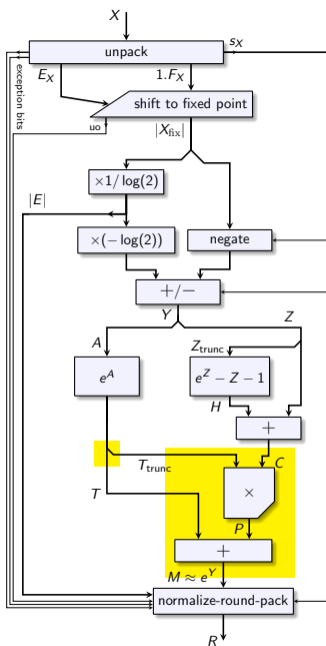 X
unpack
s_X
E_X
1.F_X
exception bits
shift to fixed point
uo
|X_fix|
×1/log(2)
|E|
×(− log(2))
negate
+/−
Y
Z
A
Z_trunc
e^A
e^Z − Z − 1
H
+
T_trunc
C
×
T
P
+
M ≈ e^Y
normalize-round-pack
R